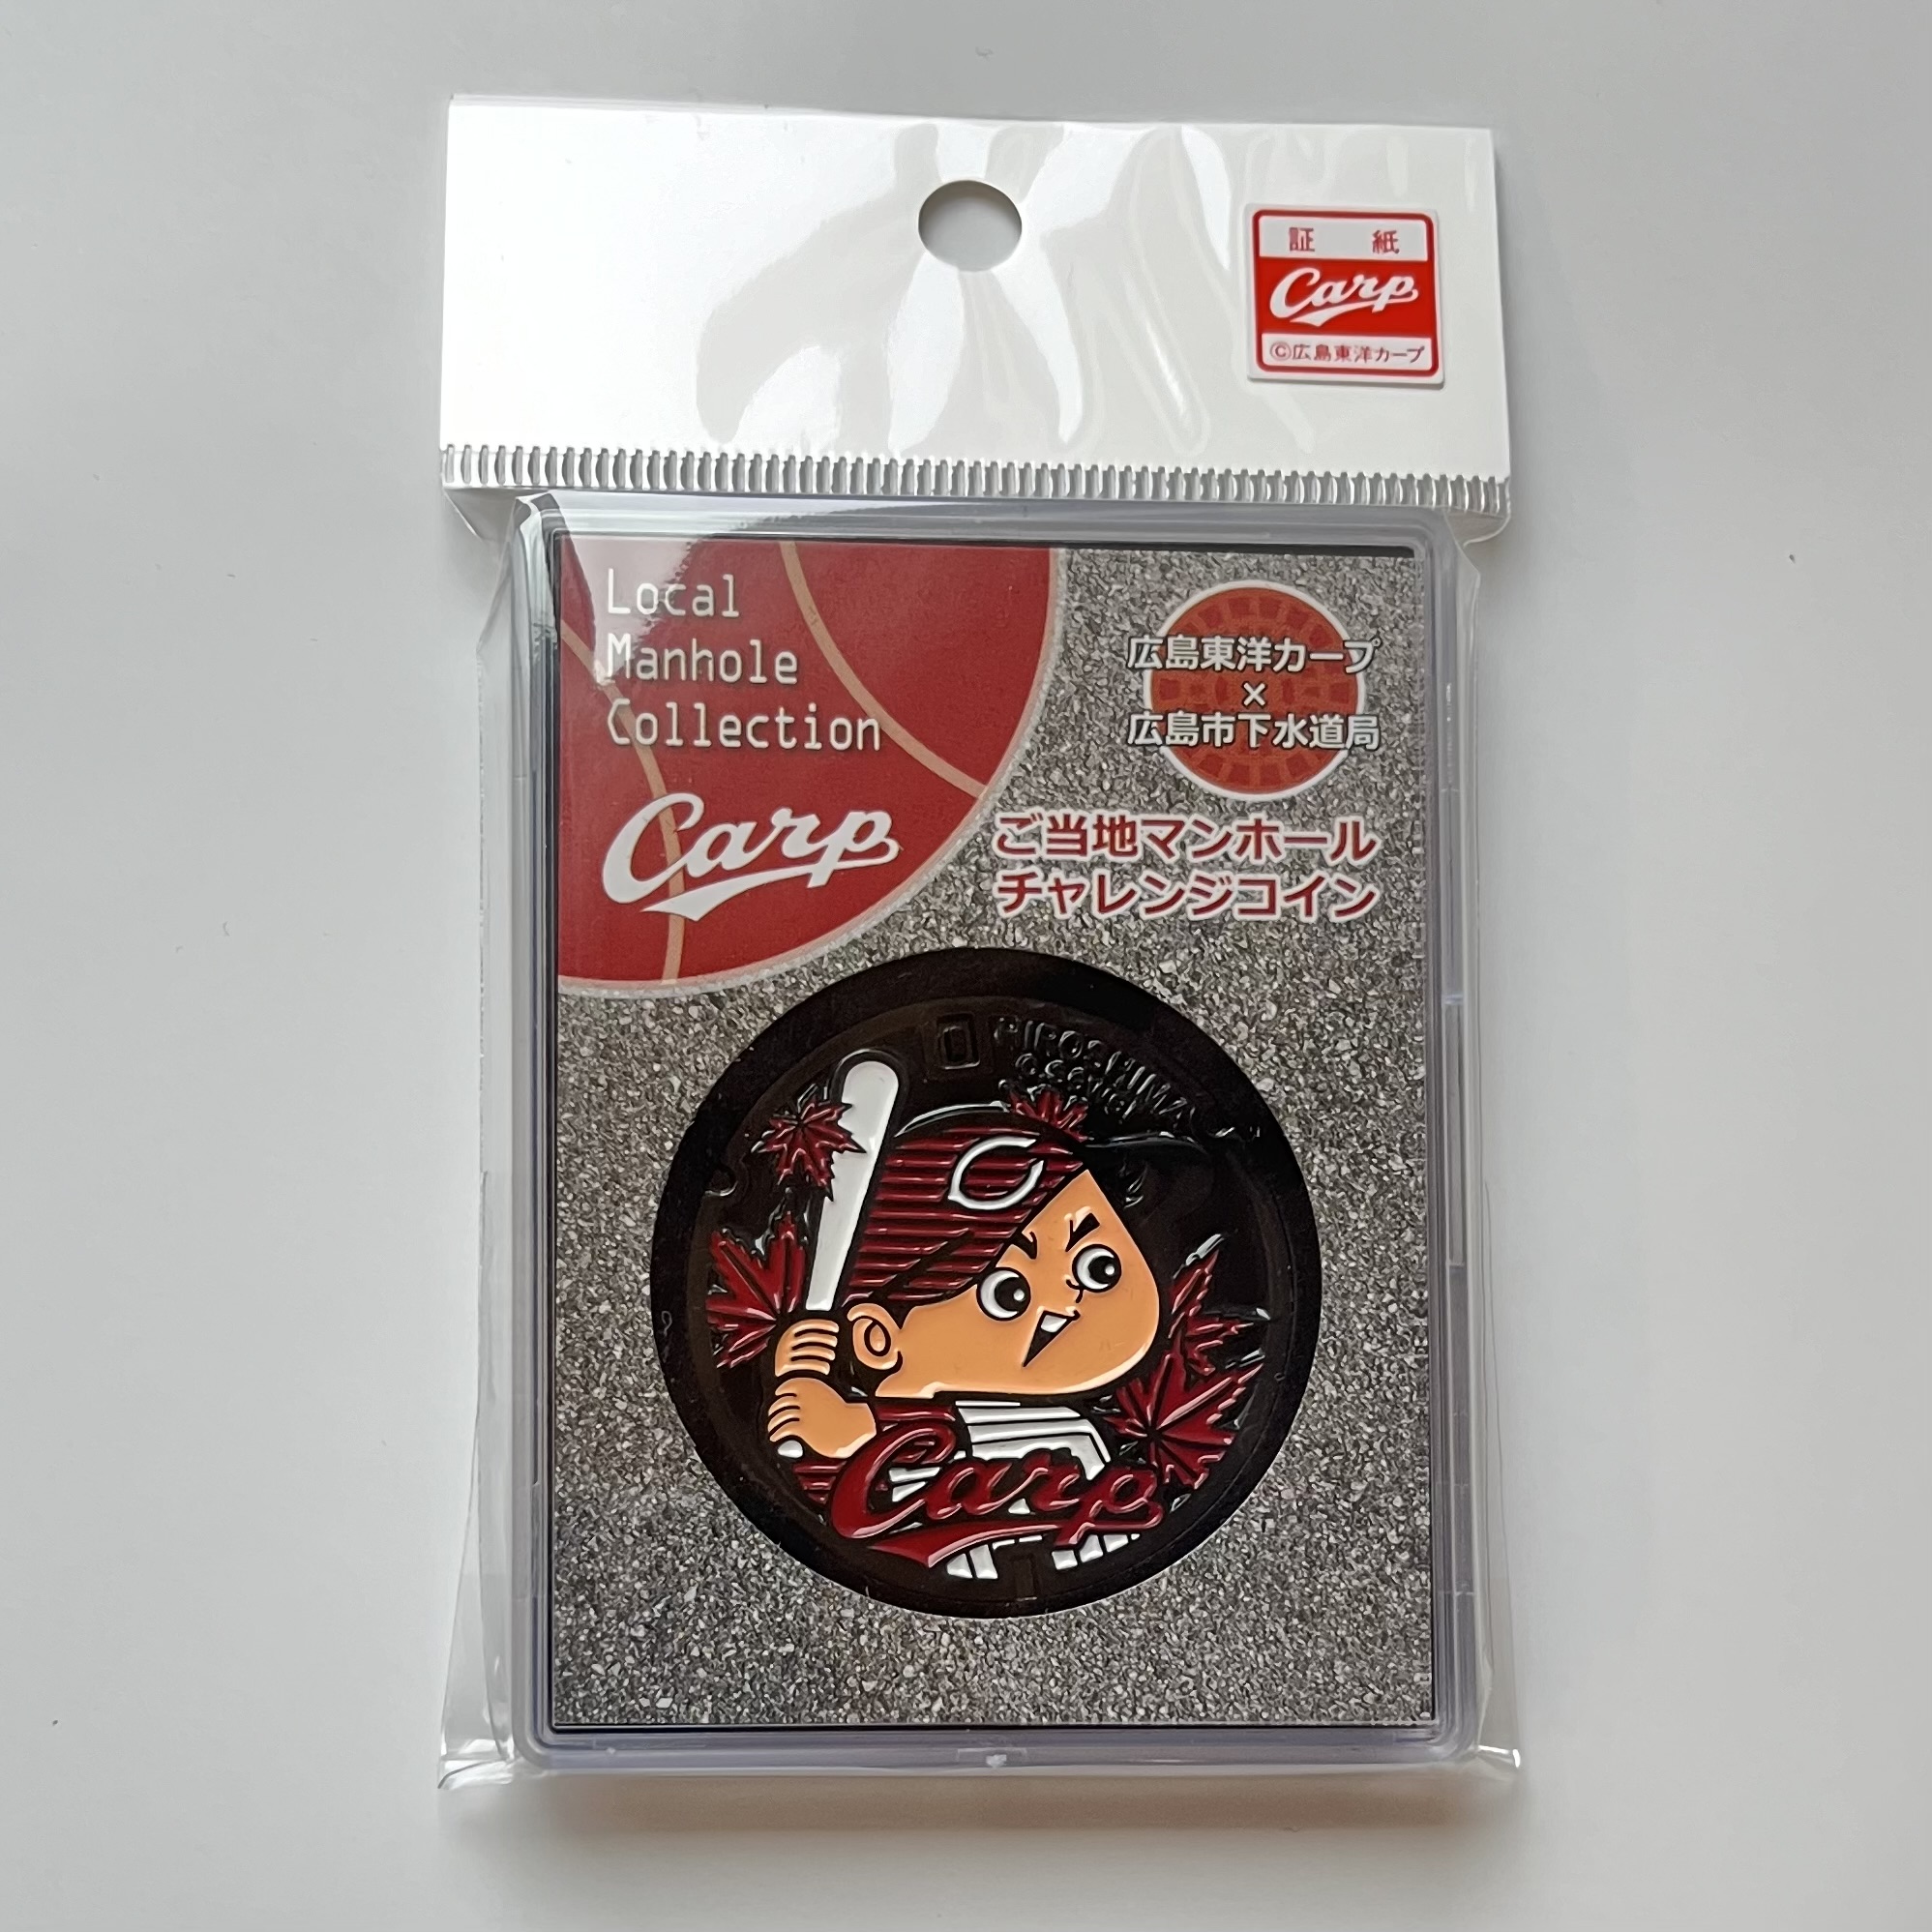 証 紙
Carp
©広島東洋カープ
Local
Manhole
Collection
Carp
広島東洋カープ
×
広島市下水道局
ご当地マンホール
チャレンジコイン
HIROSHIMA
C
Carp